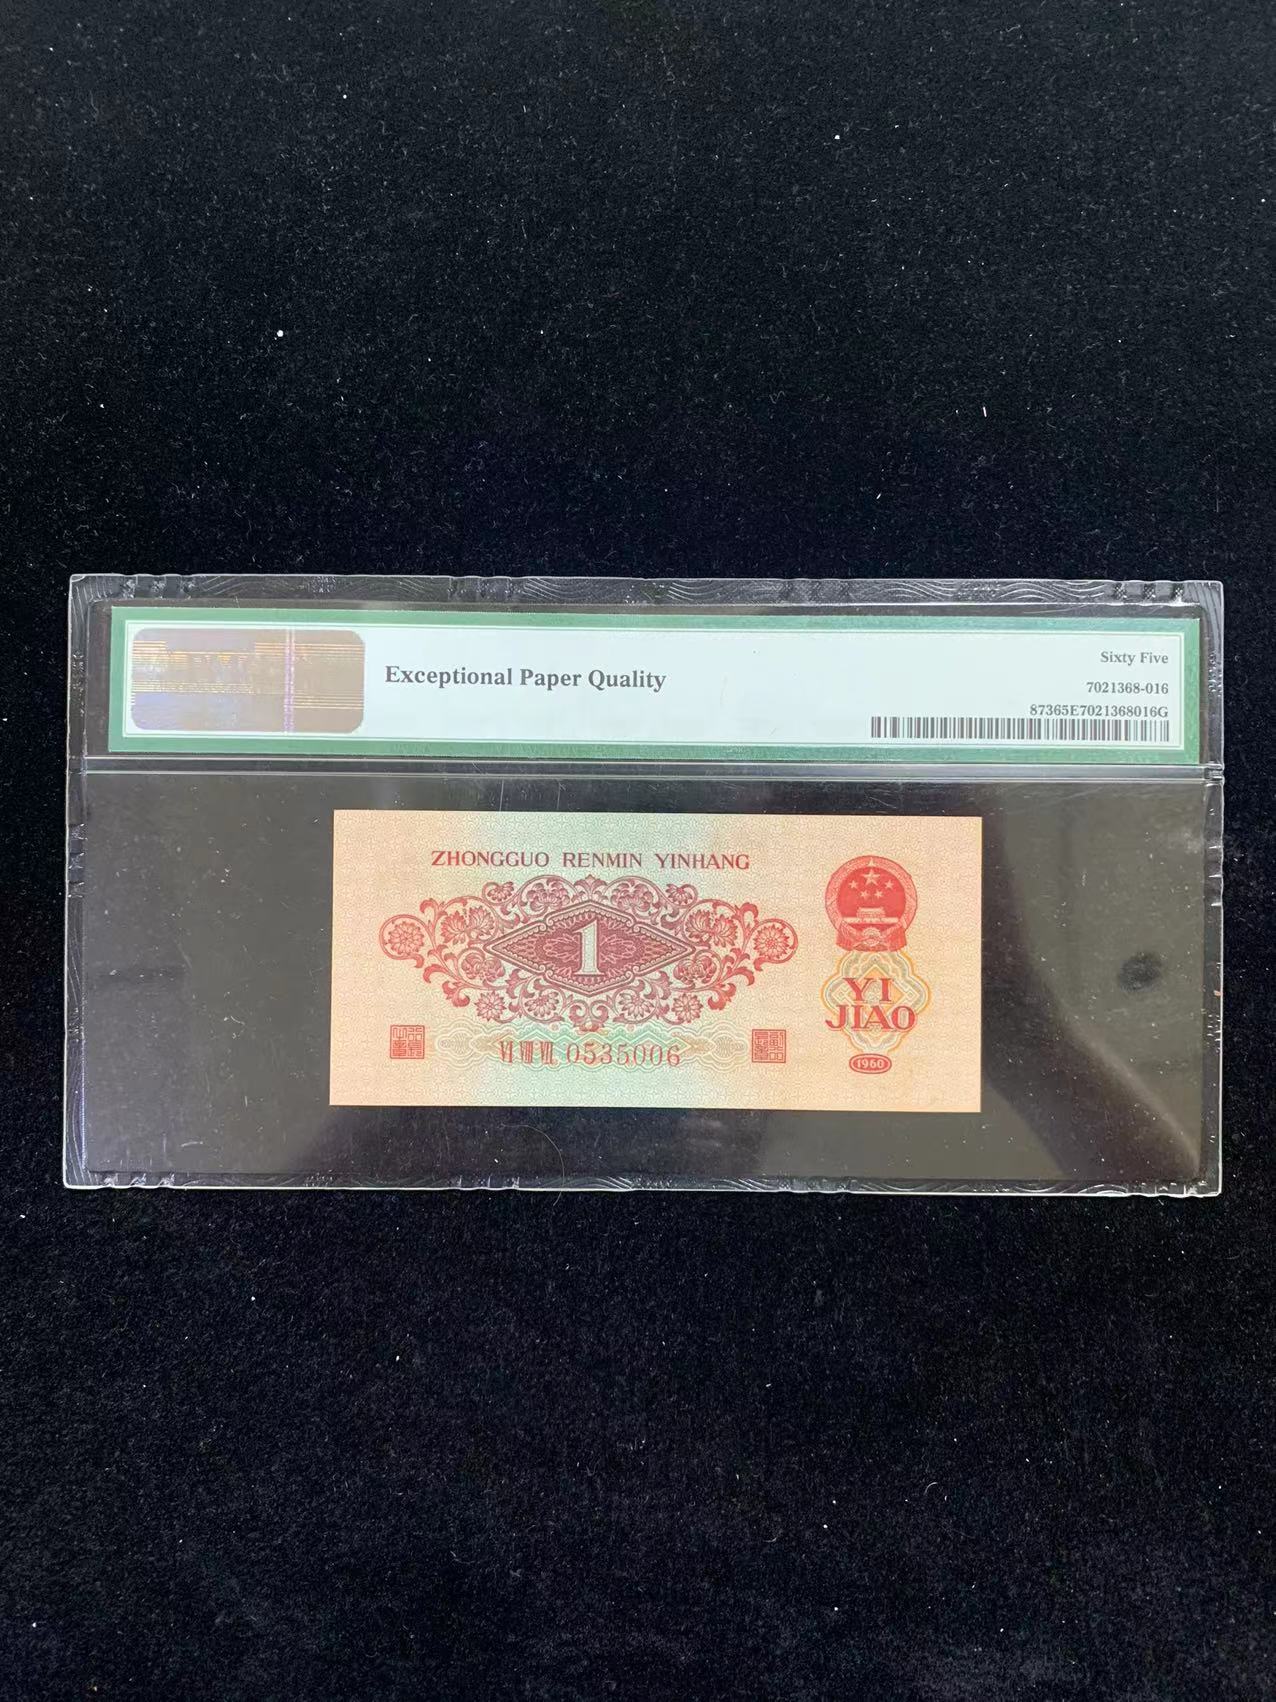 Exceptional Paper Quality
Sixty Five
7021368-016
87365E7021368016G
ZHONGGUO RENMIN YINHANG
1
YI
JIAO
VI VIII VII 0535006
1960